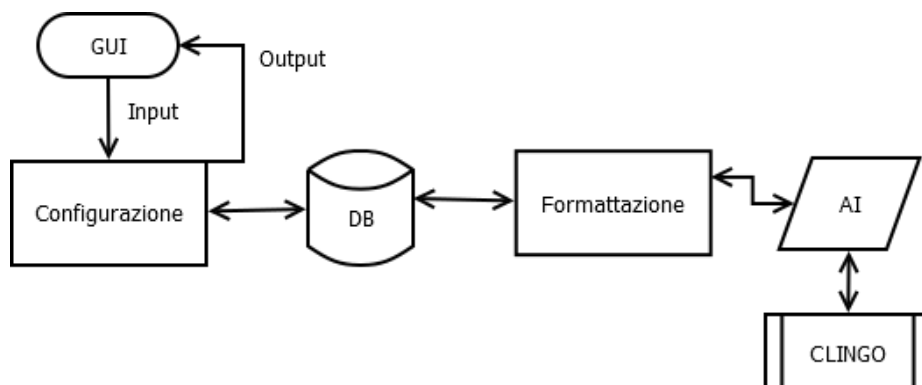 GUI
Output
Input
Configurazione
DB
Formattazione
AI
CLINGO